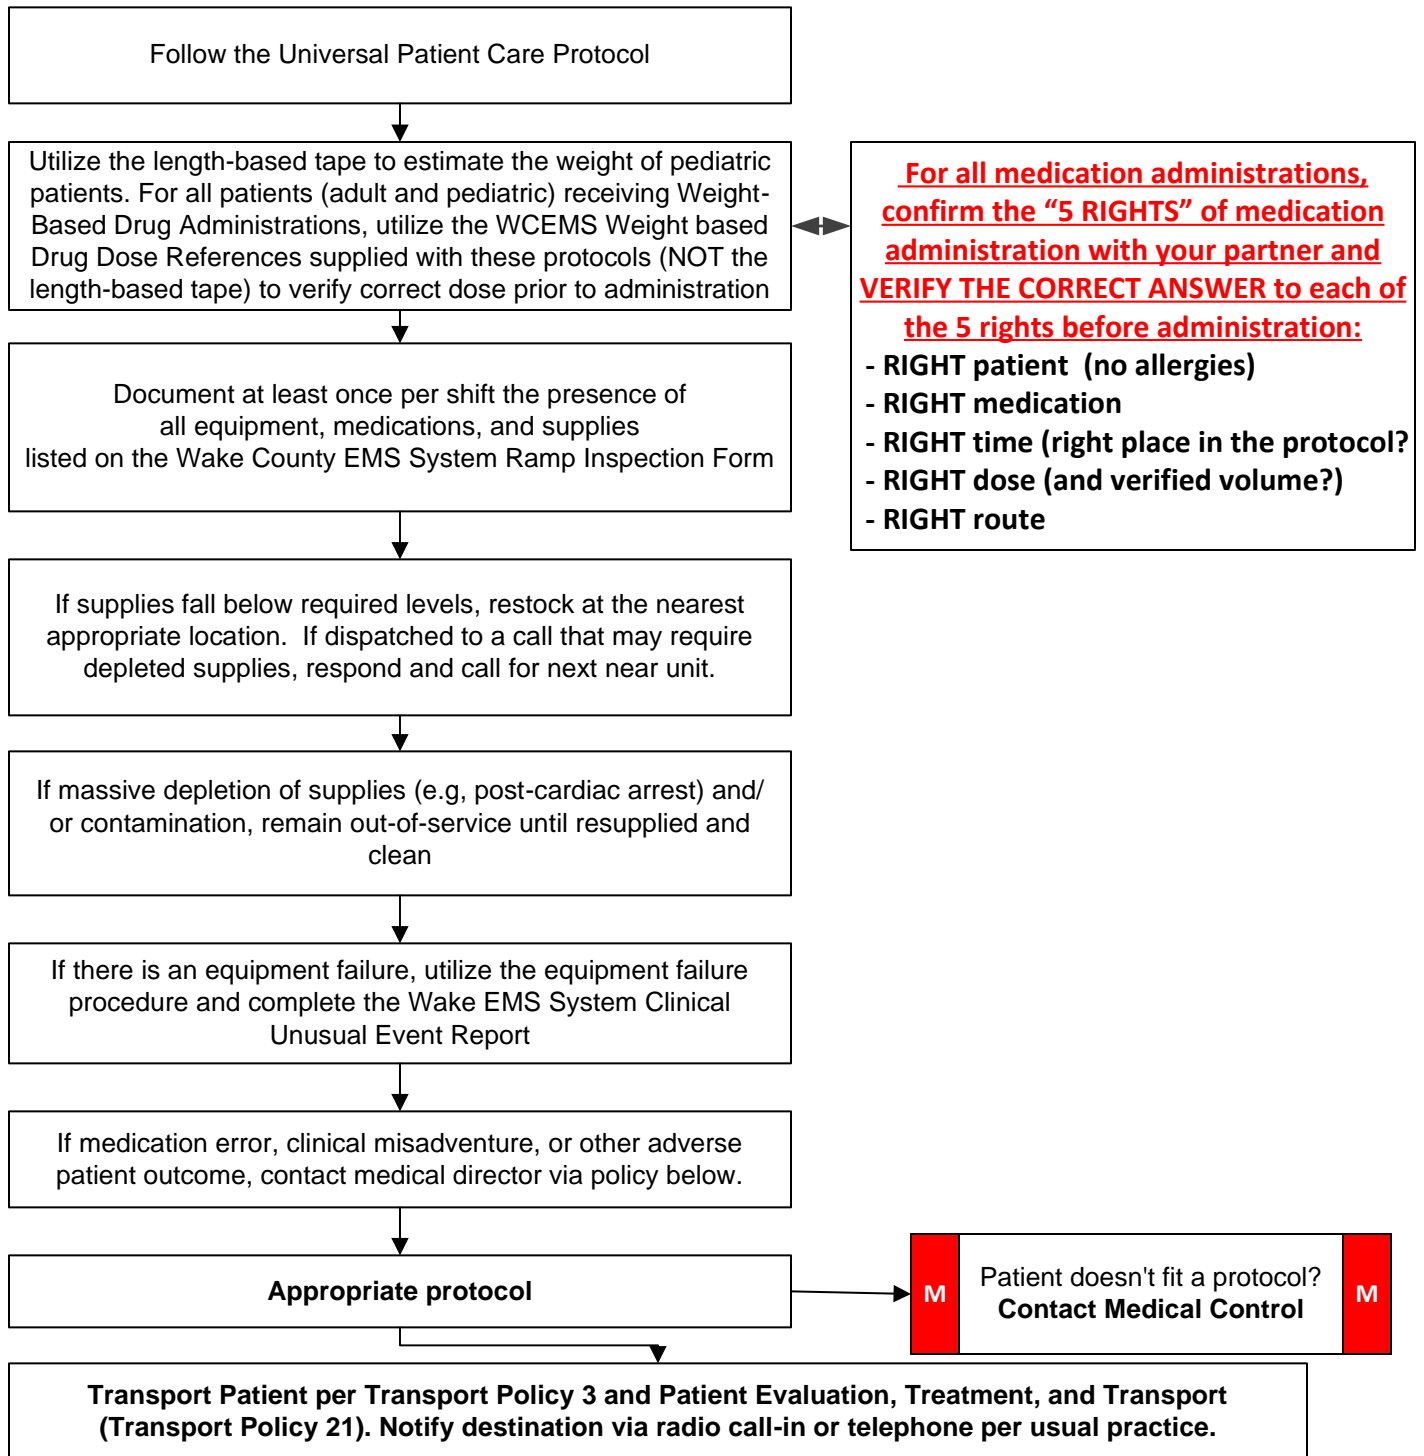 Follow the Universal Patient Care Protocol
Utilize the length-based tape to estimate the weight of pediatric
patients. For all patients (adult and pediatric) receiving Weight-
Based Drug Administrations, utilize the WCEMS Weight based
Drug Dose References supplied with these protocols (NOT the
length-based tape) to verify correct dose prior to administration
For all medication administrations,
confirm the “5 RIGHTS” of medication
administration with your partner and
VERIFY THE CORRECT ANSWER to each of
the 5 rights before administration:
- RIGHT patient  (no allergies)
- RIGHT medication
- RIGHT time (right place in the protocol?
- RIGHT dose (and verified volume?)
- RIGHT route
Document at least once per shift the presence of
all equipment, medications, and supplies
listed on the Wake County EMS System Ramp Inspection Form
If supplies fall below required levels, restock at the nearest
appropriate location.  If dispatched to a call that may require
depleted supplies, respond and call for next near unit.
If massive depletion of supplies (e.g, post-cardiac arrest) and/
or contamination, remain out-of-service until resupplied and
clean
If there is an equipment failure, utilize the equipment failure
procedure and complete the Wake EMS System Clinical
Unusual Event Report
If medication error, clinical misadventure, or other adverse
patient outcome, contact medical director via policy below.
Appropriate protocol
M
Patient doesn't fit a protocol?
Contact Medical Control
M
Transport Patient per Transport Policy 3 and Patient Evaluation, Treatment, and Transport
(Transport Policy 21). Notify destination via radio call-in or telephone per usual practice.